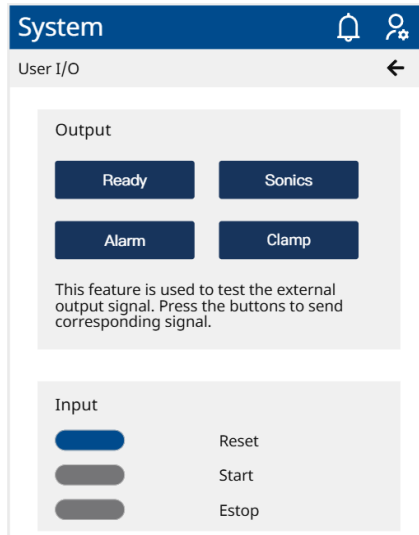 System
User I/O
Output
Ready Sonics
Alarm Clamp
This feature is used to test the external
output signal. Press the buttons to send
corresponding signal.
Input
Reset
Start
Estop